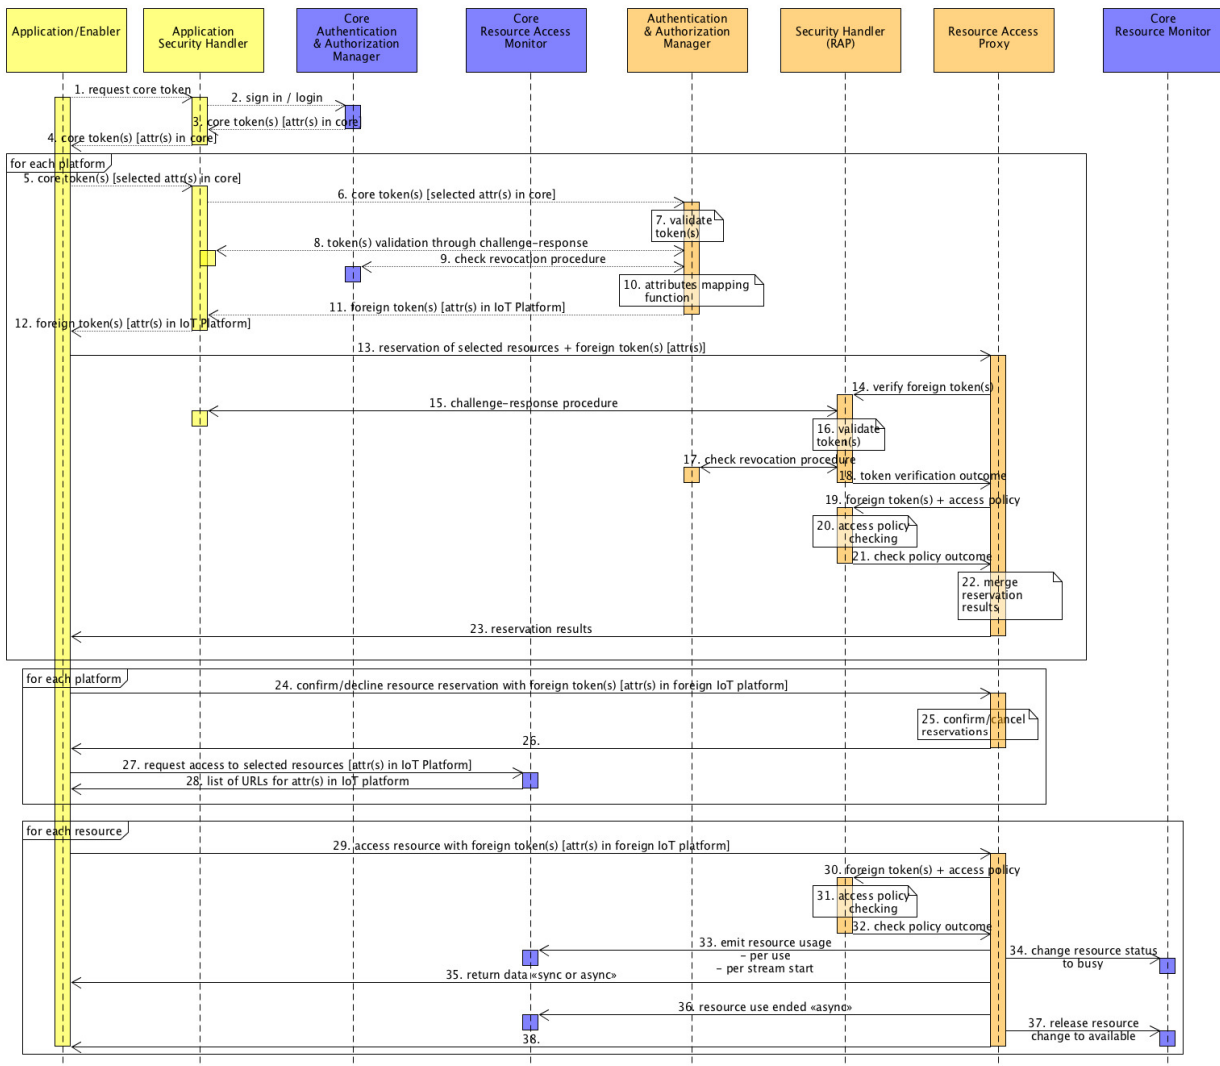 Application/Enabler
Application
Security Handler
Core
Authentication
& Authorization
Manager
Core
Resource Access
Monitor
Authentication
& Authorization
Manager
Security Handler
(RAP)
Resource Access
Proxy
Core
Resource Monitor
1. request core token
2. sign in / login
3. core token(s) [attr(s) in core]
4. core token(s) [attr(s) in core]
for each platform
5. core token(s) [selected attr(s) in core]
6. core token(s) [selected attr(s) in core]
7. validate
token(s)
8. token(s) validation through challenge-response
9. check revocation procedure
10. attributes mapping
function
11. foreign token(s) [attr(s) in IoT Platform]
12. foreign token(s) [attr(s) in IoT Platform]
13. reservation of selected resources + foreign token(s) [attr(s)]
14. verify foreign token(s)
15. challenge-response procedure
16. validate
token(s)
17. check revocation procedure
18. token verification outcome
19. foreign token(s) + access policy
20. access policy
checking
21. check policy outcome
22. merge
reservation
results
23. reservation results
for each platform
24. confirm/decline resource reservation with foreign token(s) [attr(s) in foreign IoT platform]
25. confirm/cancel
reservations
26.
27. request access to selected resources [attr(s) in IoT Platform]
28. list of URLs for attr(s) in IoT platform
for each resource
29. access resource with foreign token(s) [attr(s) in foreign IoT platform]
30. foreign token(s) + access policy
31. access policy
checking
32. check policy outcome
33. emit resource usage
- per use
- per stream start
34. change resource status
to busy
35. return data «sync or async»
36. resource use ended «async»
37. release resource
change to available
38.